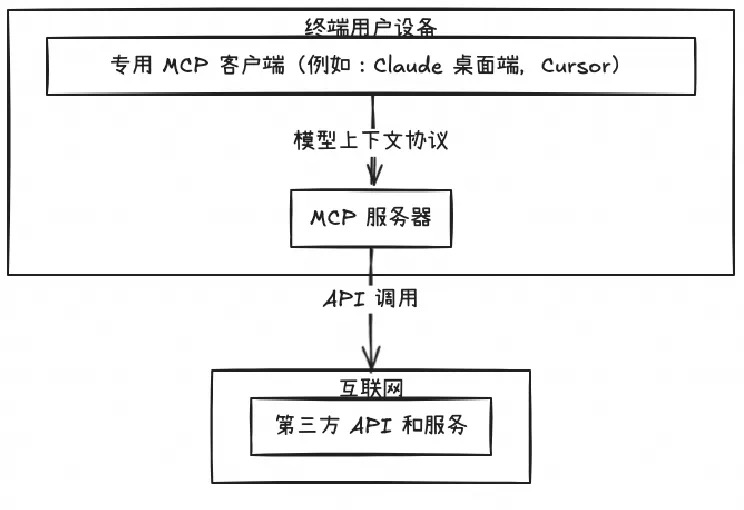 终端用户设备
专用 MCP 客户端（例如：Claude 桌面端，Cursor）
模型上下文协议
MCP 服务器
API 调用
互联网
第三方 API 和服务